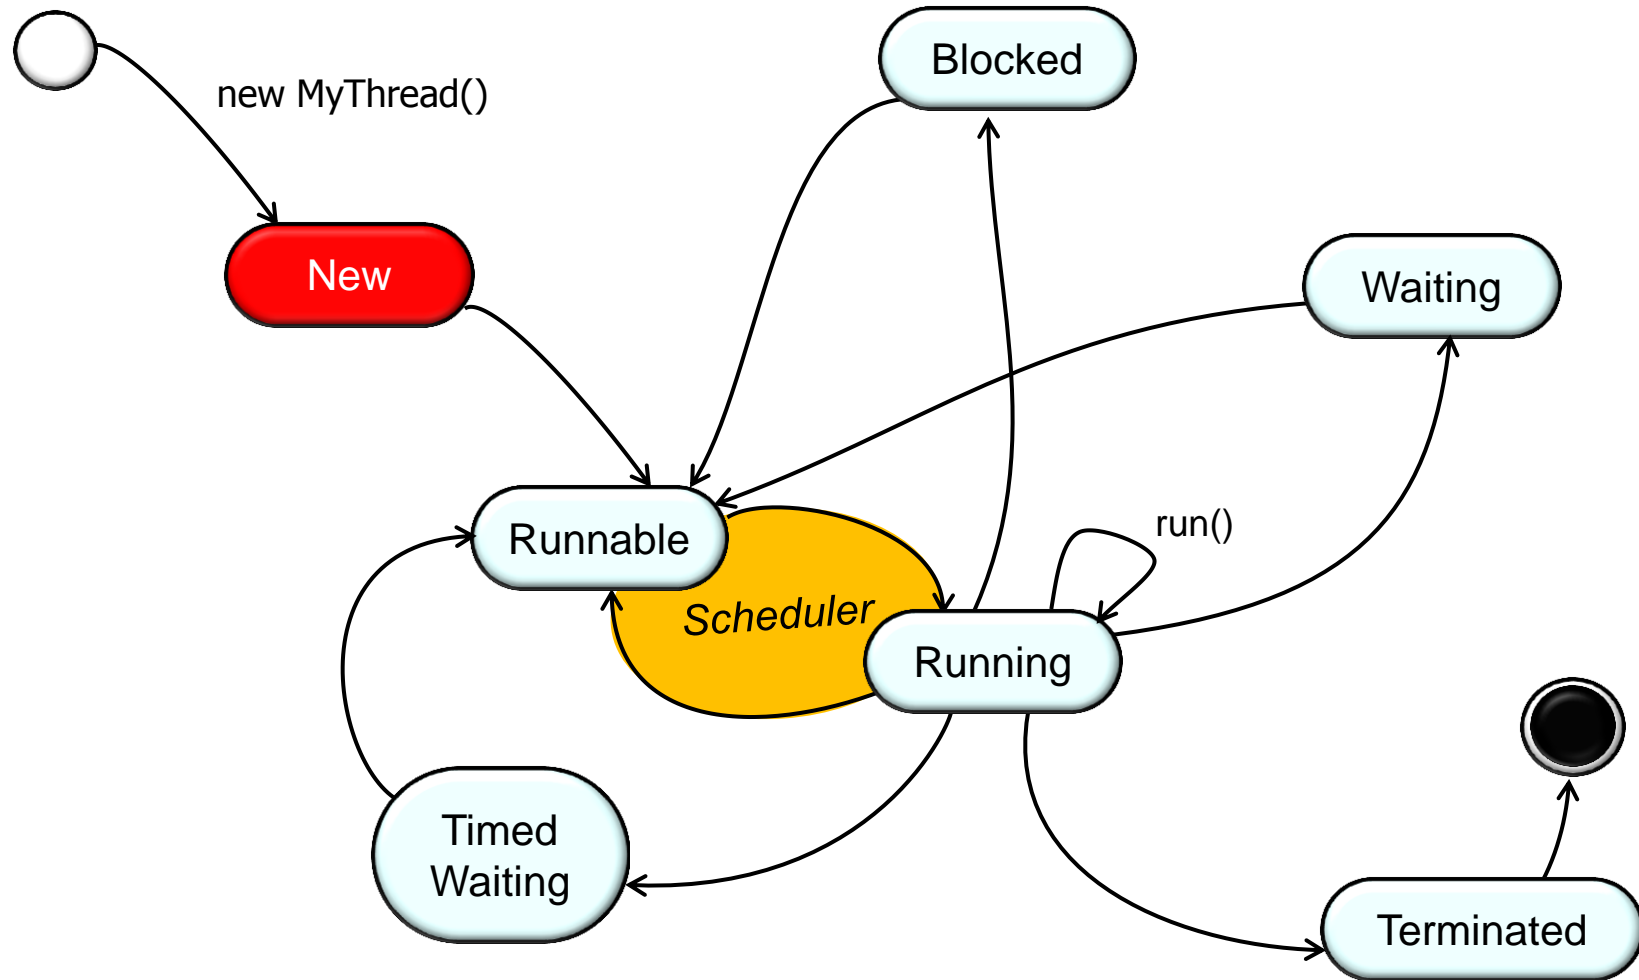 Blocked
new MyThread()
New
Waiting
Runnable
run()
Scheduler
Running
Timed
Waiting
Terminated